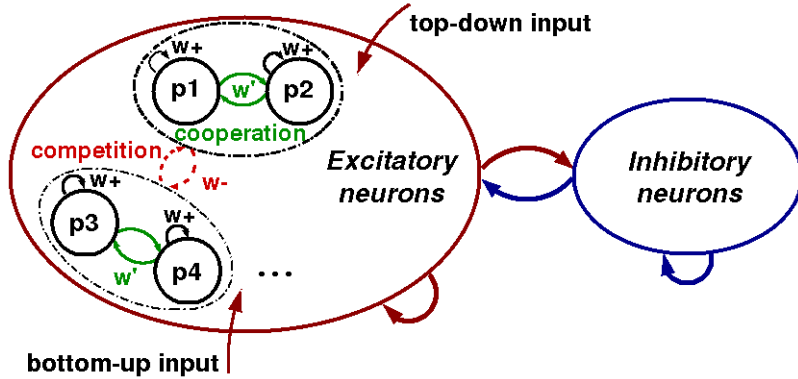 top-down input
w+
w+
p1
w'
p2
cooperation
competition
w-
Excitatory
neurons
Inhibitory
neurons
w+
p3
w+
w'
p4
...
bottom-up input